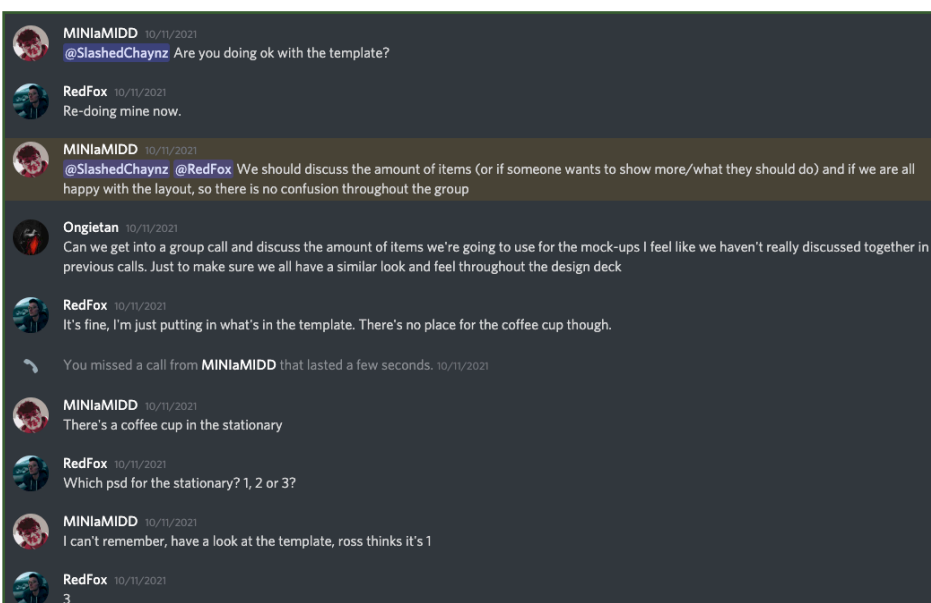 MINIaMIDD 10/11/2021
@SlashedChaynz Are you doing ok with the template?
RedFox 10/11/2021
Re-doing mine now.
MINIaMIDD 10/11/2021
@SlashedChaynz @RedFox We should discuss the amount of items (or if someone wants to show more/what they should do) and if we are all
happy with the layout, so there is no confusion throughout the group
Ongietan 10/11/2021
Can we get into a group call and discuss the amount of items we're going to use for the mock-ups I feel like we haven't really discussed together in
previous calls. Just to make sure we all have a similar look and feel throughout the design deck
RedFox 10/11/2021
It's fine, I'm just putting in what's in the template. There's no place for the coffee cup though.
You missed a call from MINIaMIDD that lasted a few seconds. 10/11/2021
MINIaMIDD 10/11/2021
There's a coffee cup in the stationary
RedFox 10/11/2021
Which psd for the stationary? 1, 2 or 3?
MINIaMIDD 10/11/2021
I can't remember, have a look at the template, ross thinks it's 1
RedFox 10/11/2021
3